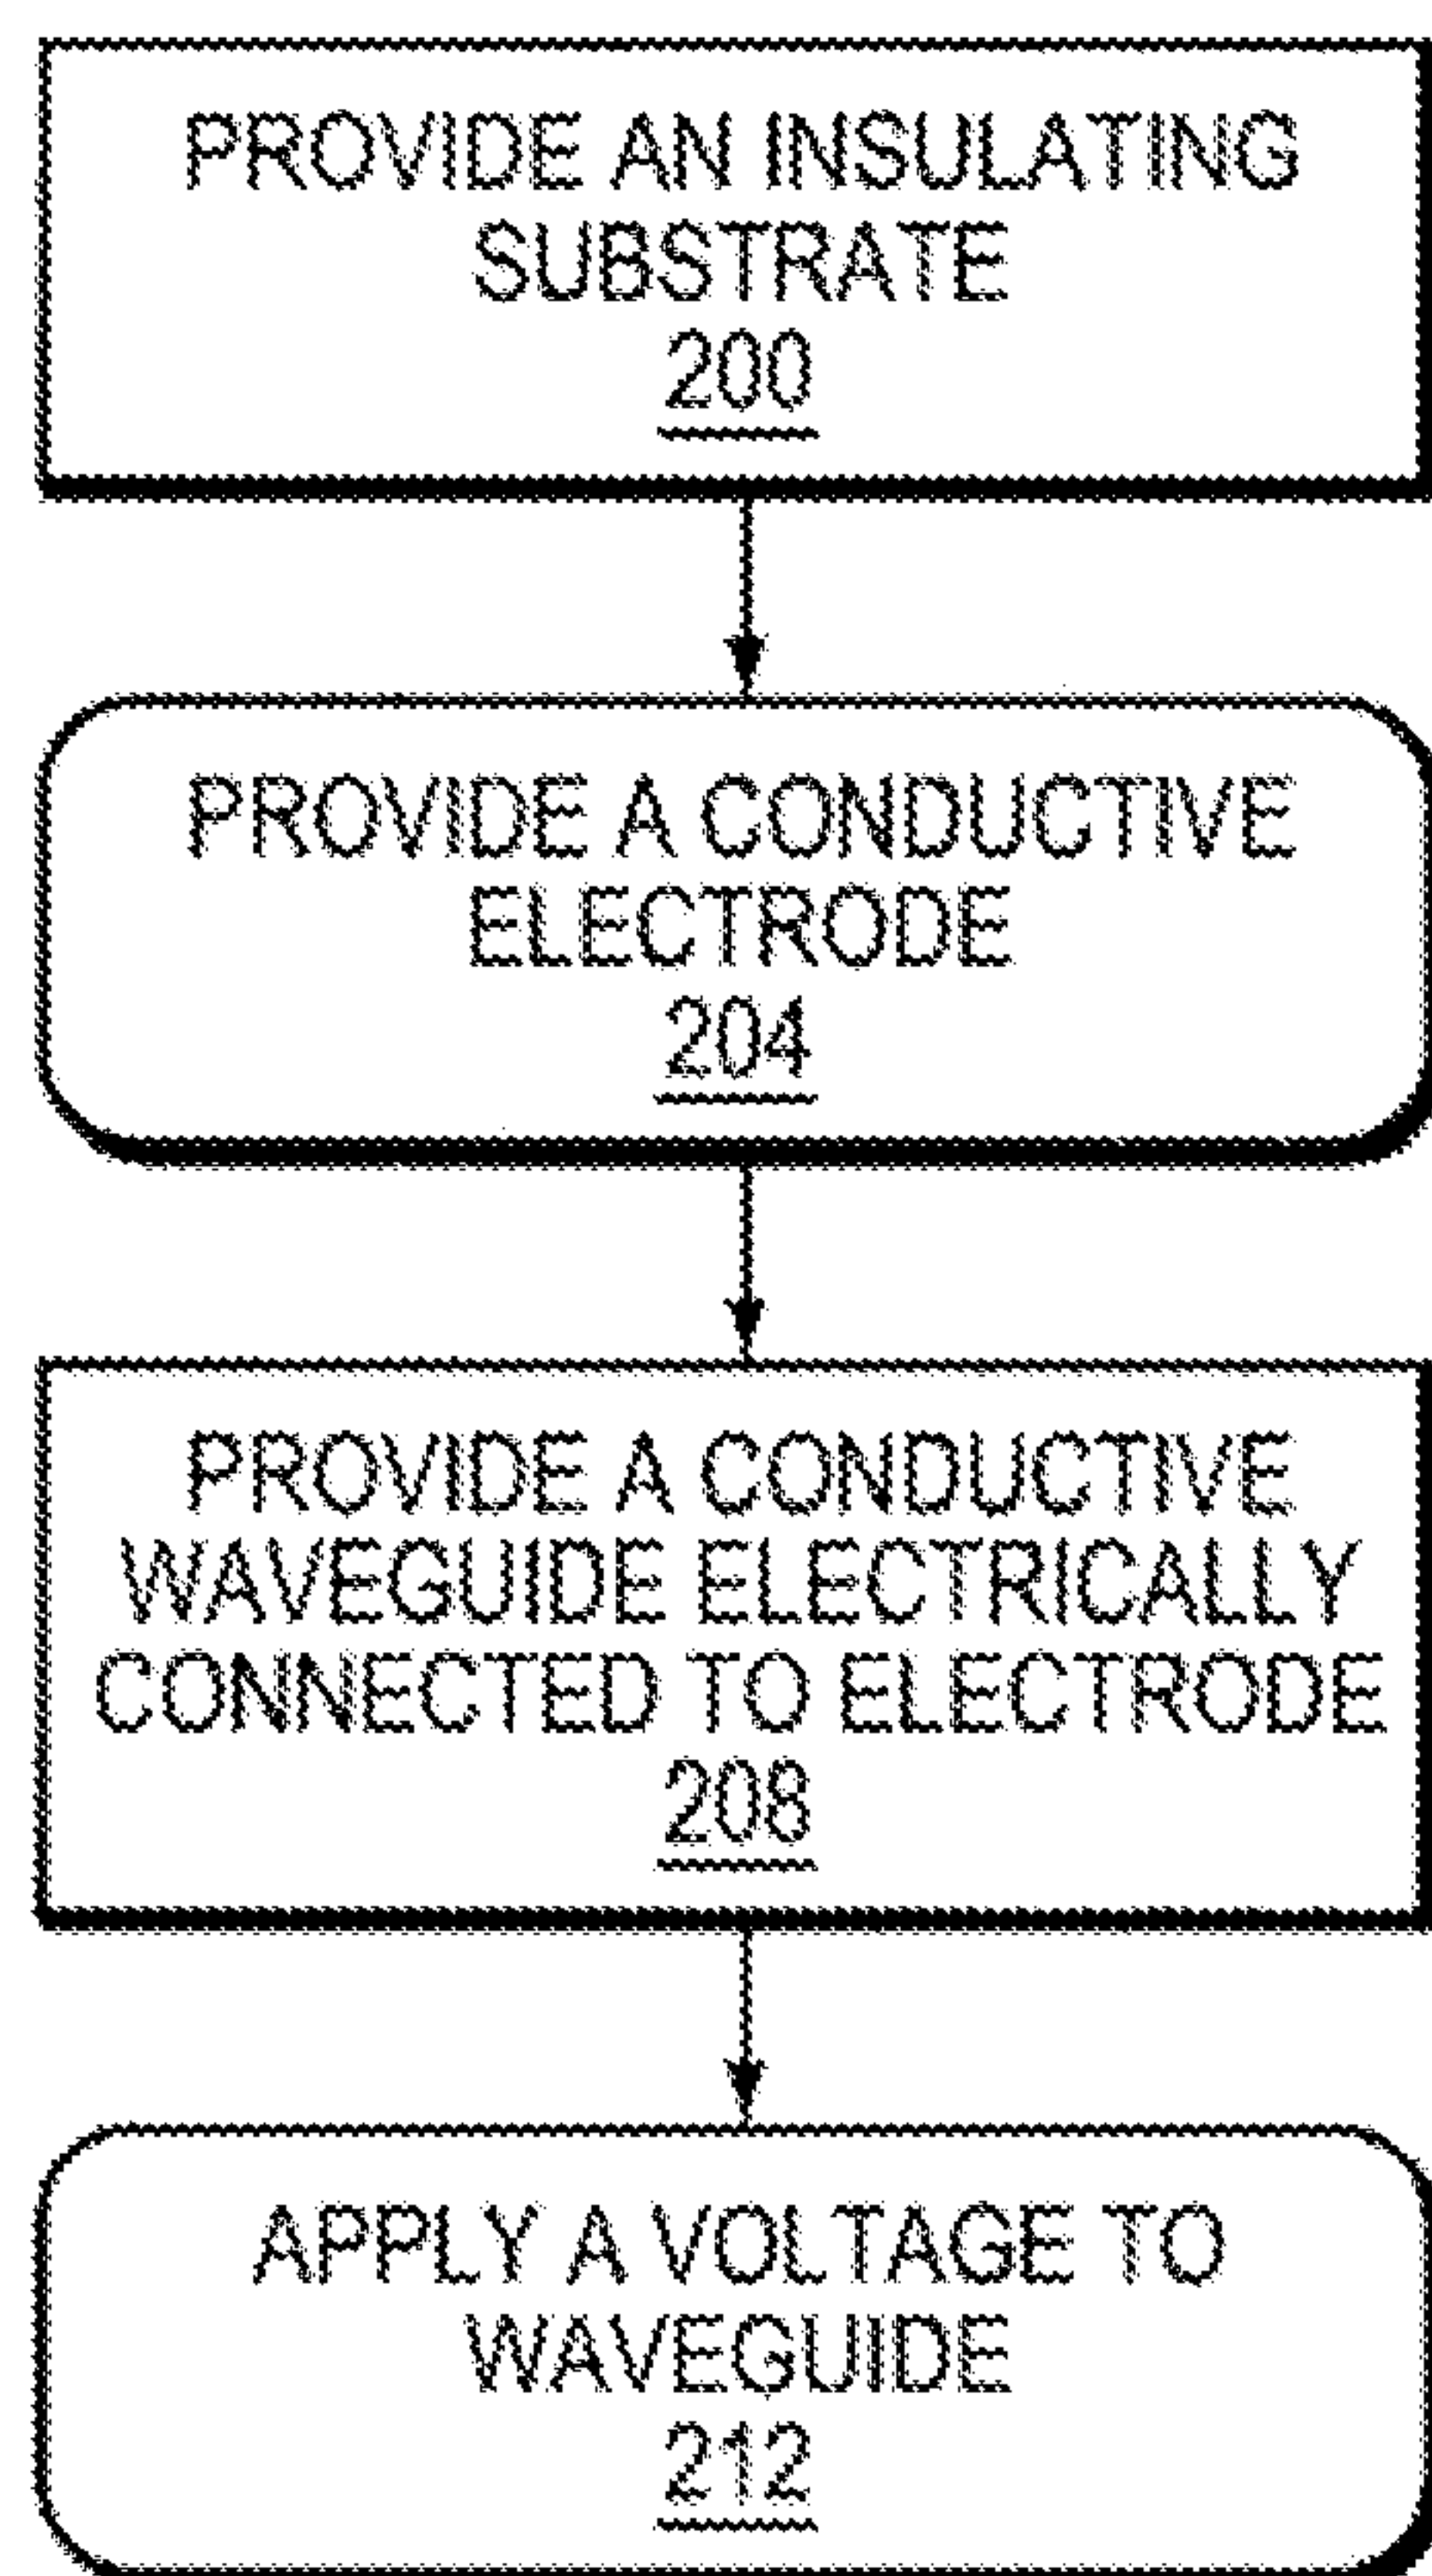 PROVIDE AN INSULATING
SUBSTRATE
200
PROVIDE A CONDUCTIVE
ELECTRODE
204
PROVIDE A CONDUCTIVE
WAVEGUIDE ELECTRICALLY
CONNECTED TO ELECTRODE
208
APPLY A VOLTAGE TO
WAVEGUIDE
212